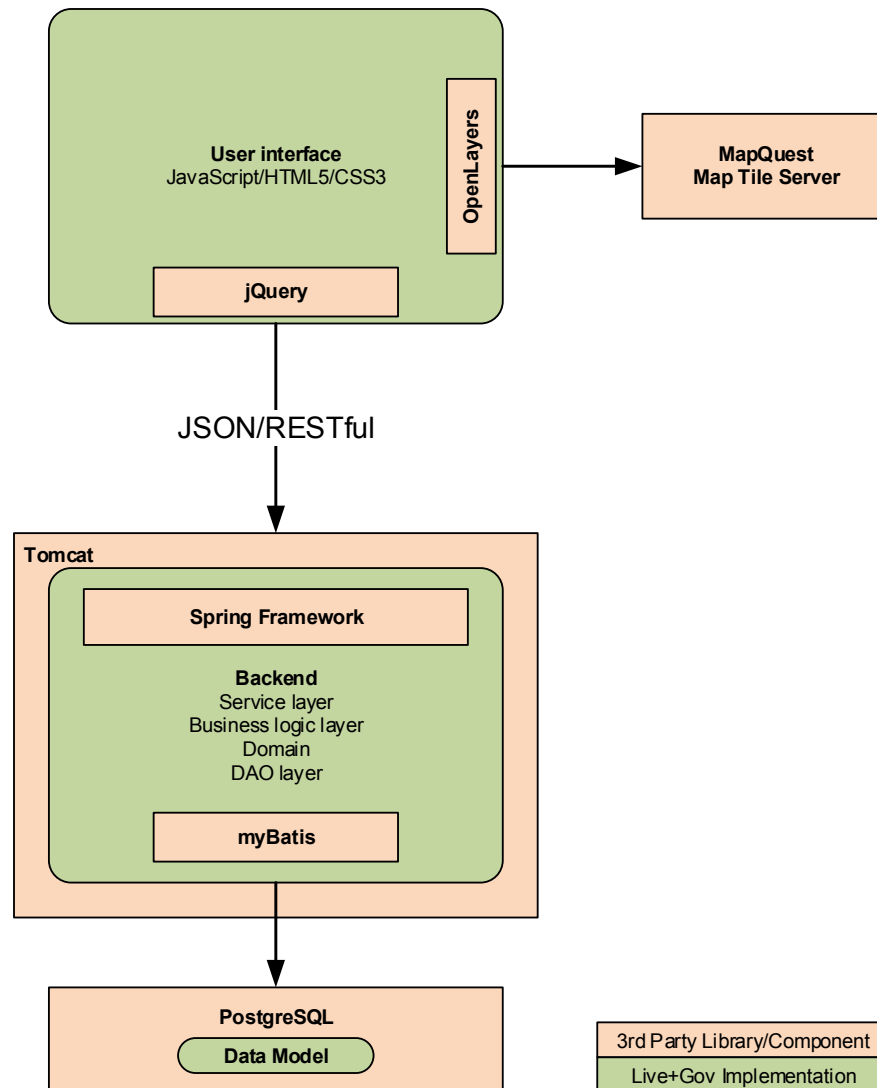 User interface
JavaScript/HTML5/CSS3
OpenLayers
MapQuest
Map Tile Server
jQuery
JSON/RESTful
Tomcat
Spring Framework
Backend
Service layer
Business logic layer
Domain
DAO layer
myBatis
PostgreSQL
Data Model
3rd Party Library/Component
Live+Gov Implementation